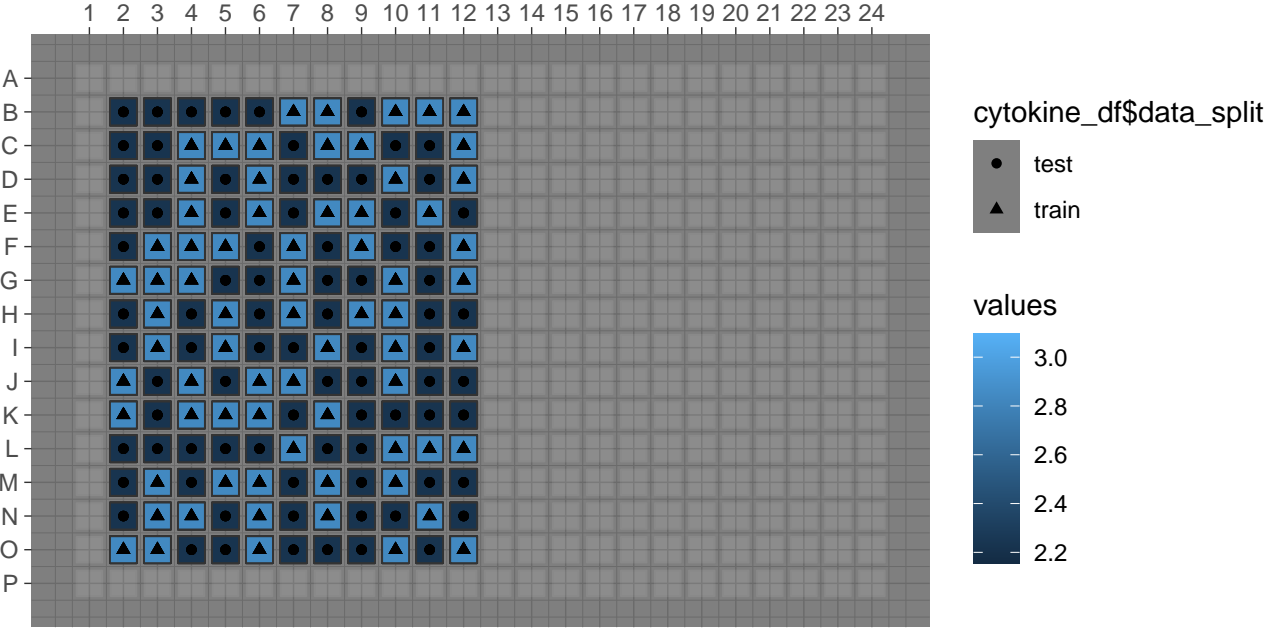 1 2 3 4 5 6 7 8 9 10 11 12 13 14 15 16 17 18 19 20 21 22 23 24
A
B
C
D
E
F
G
H
I
J
K
L
M
N
O
P
cytokine_df$data_split
test
train
values
3.0
2.8
2.6
2.4
2.2